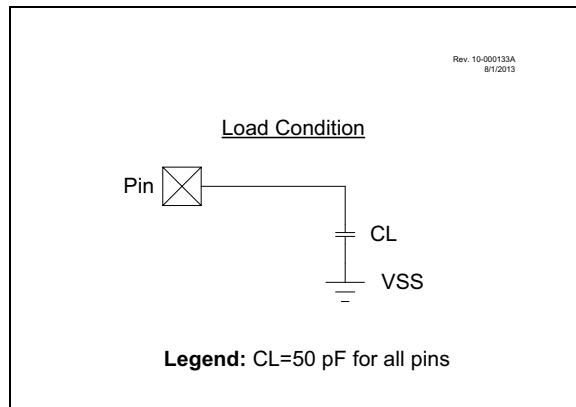 Rev. 10-000133A
8/1/2013
Load Condition
Pin
CL
VSS
Legend: CL=50 pF for all pins